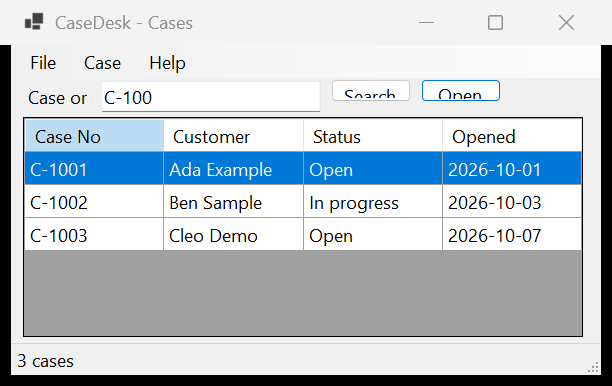 CaseDesk - Cases
File Case Help
Case or C-100 Search Open
Case No Customer Status Opened
C-1001 Ada Example Open 2026-10-01
C-1002 Ben Sample In progress 2026-10-03
C-1003 Cleo Demo Open 2026-10-07
3 cases